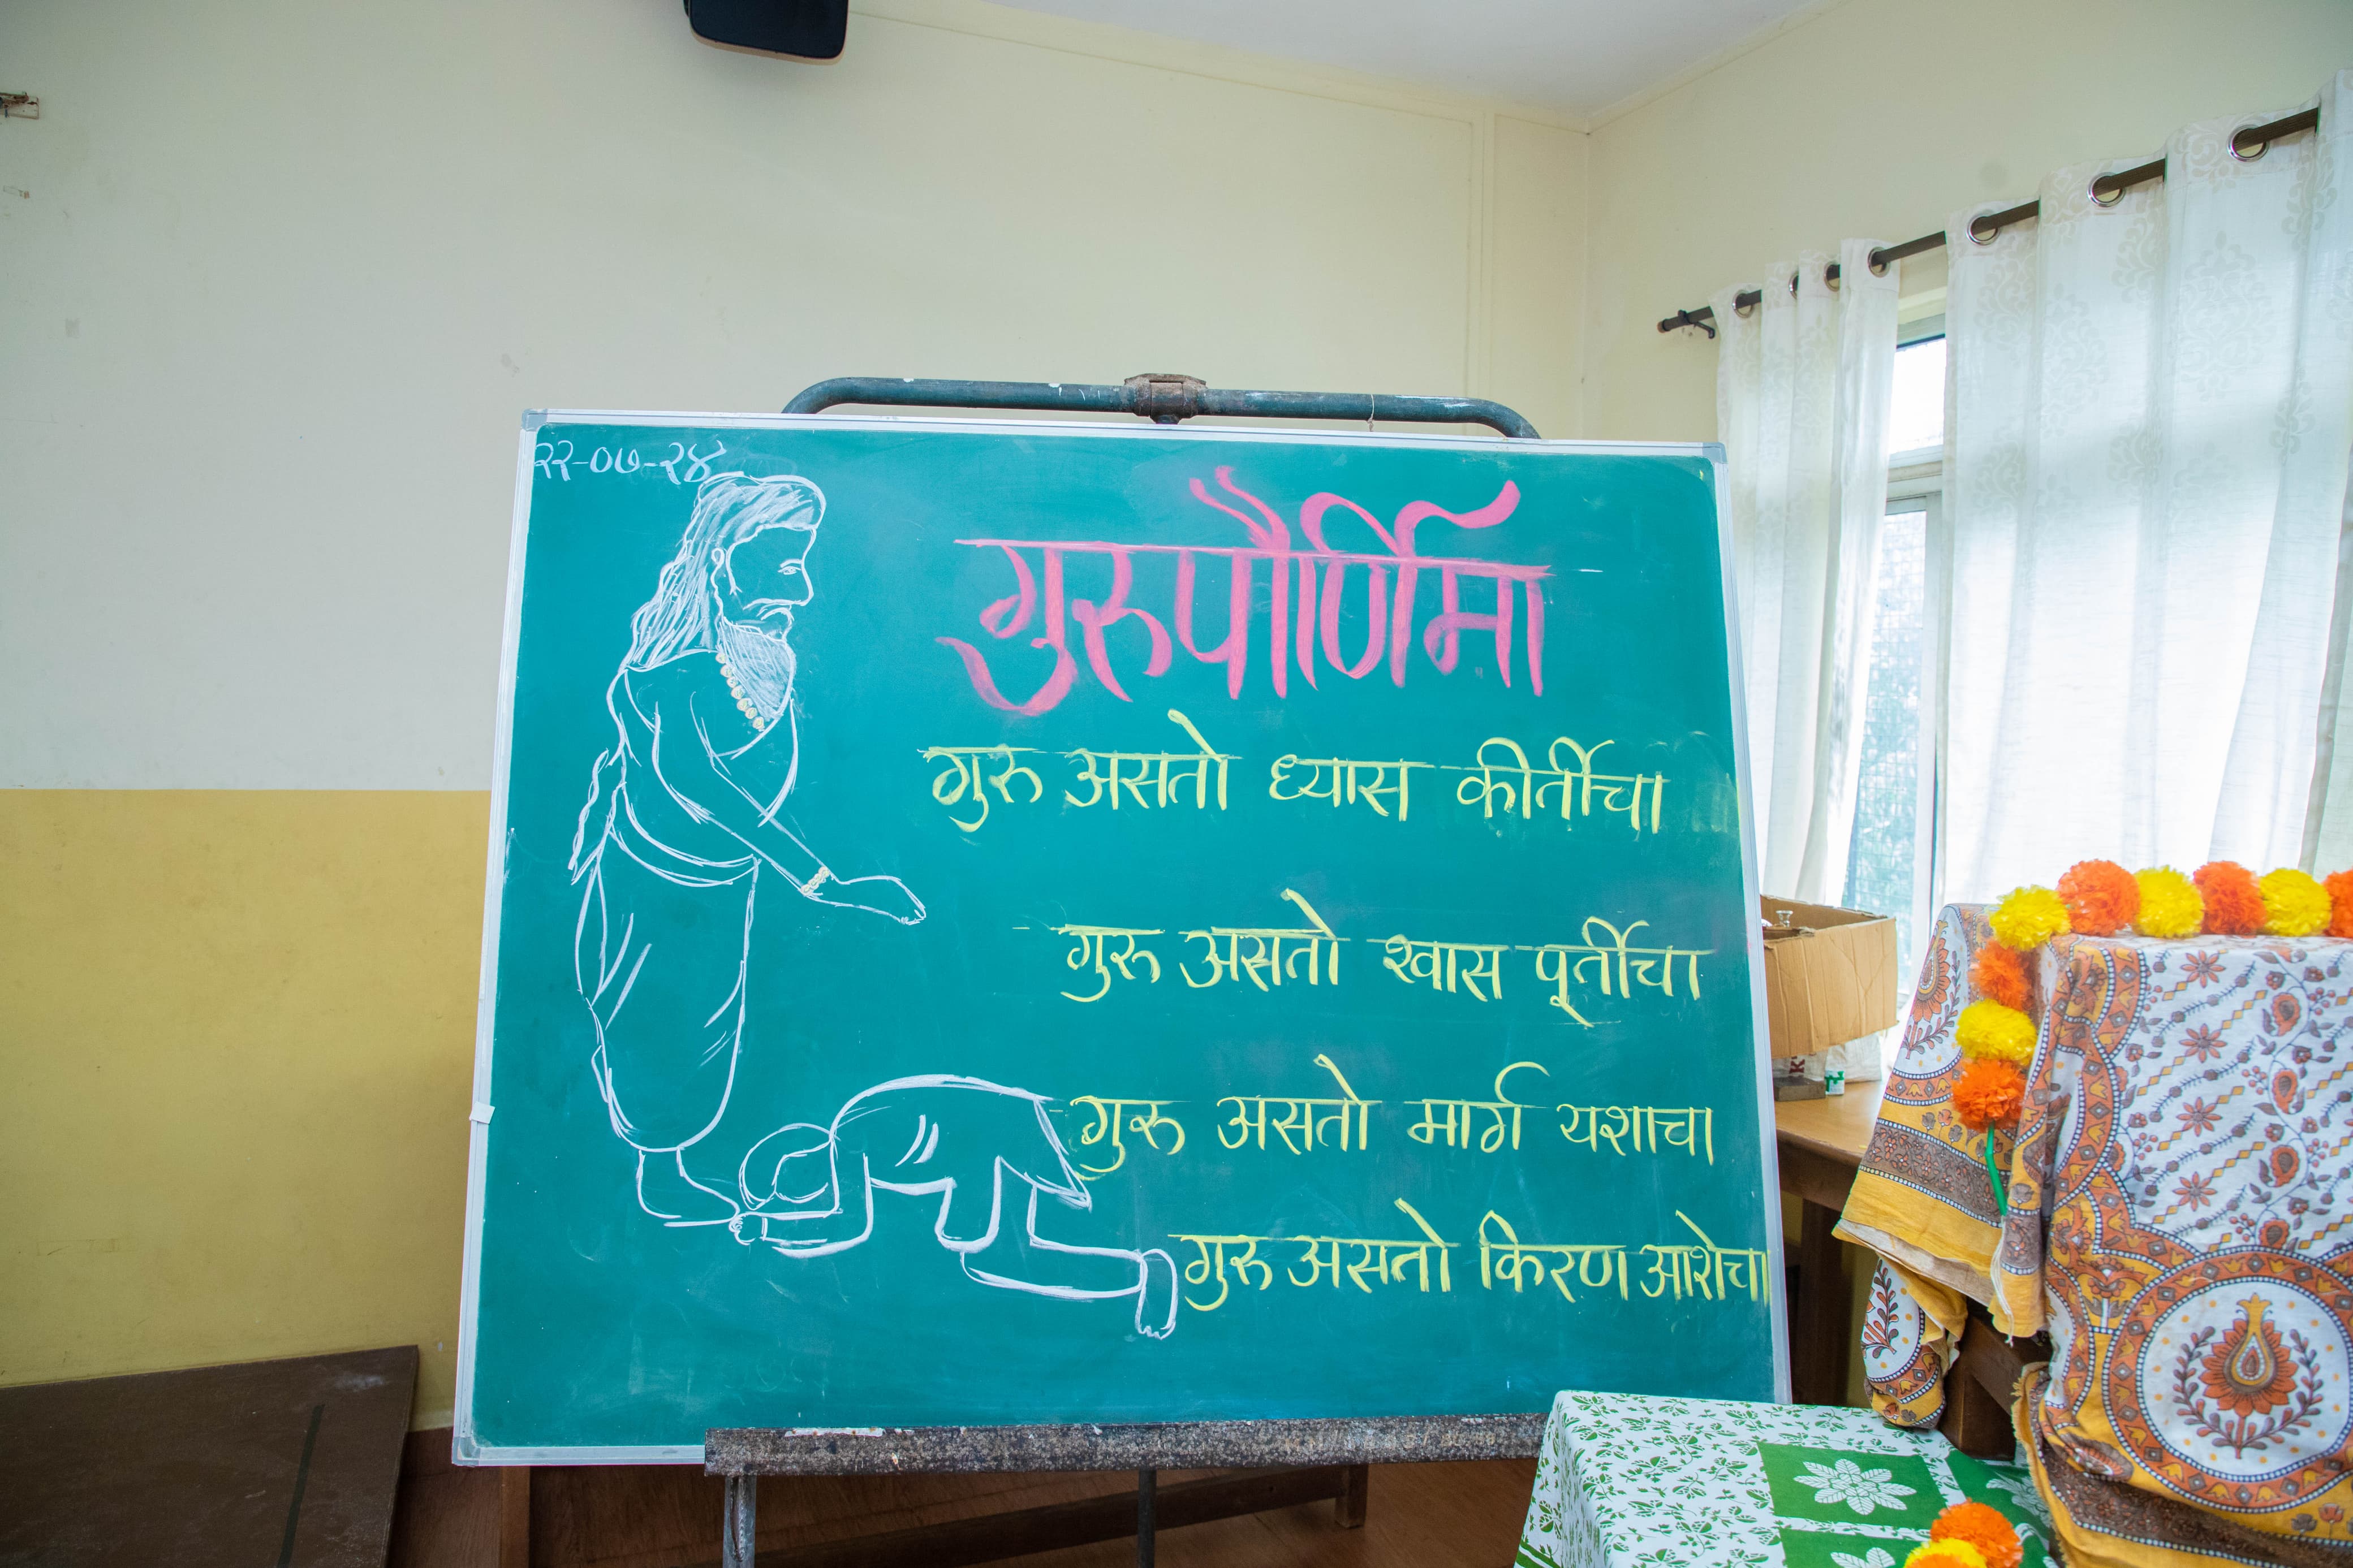 २२-०७-२४
गुरुपौर्णिमा
गुरु असतो ध्यास कीर्तीचा
गुरु असतो श्वास पूर्तीचा
गुरु असतो मार्ग यशाचा
गुरु असतो किरण आशेचा